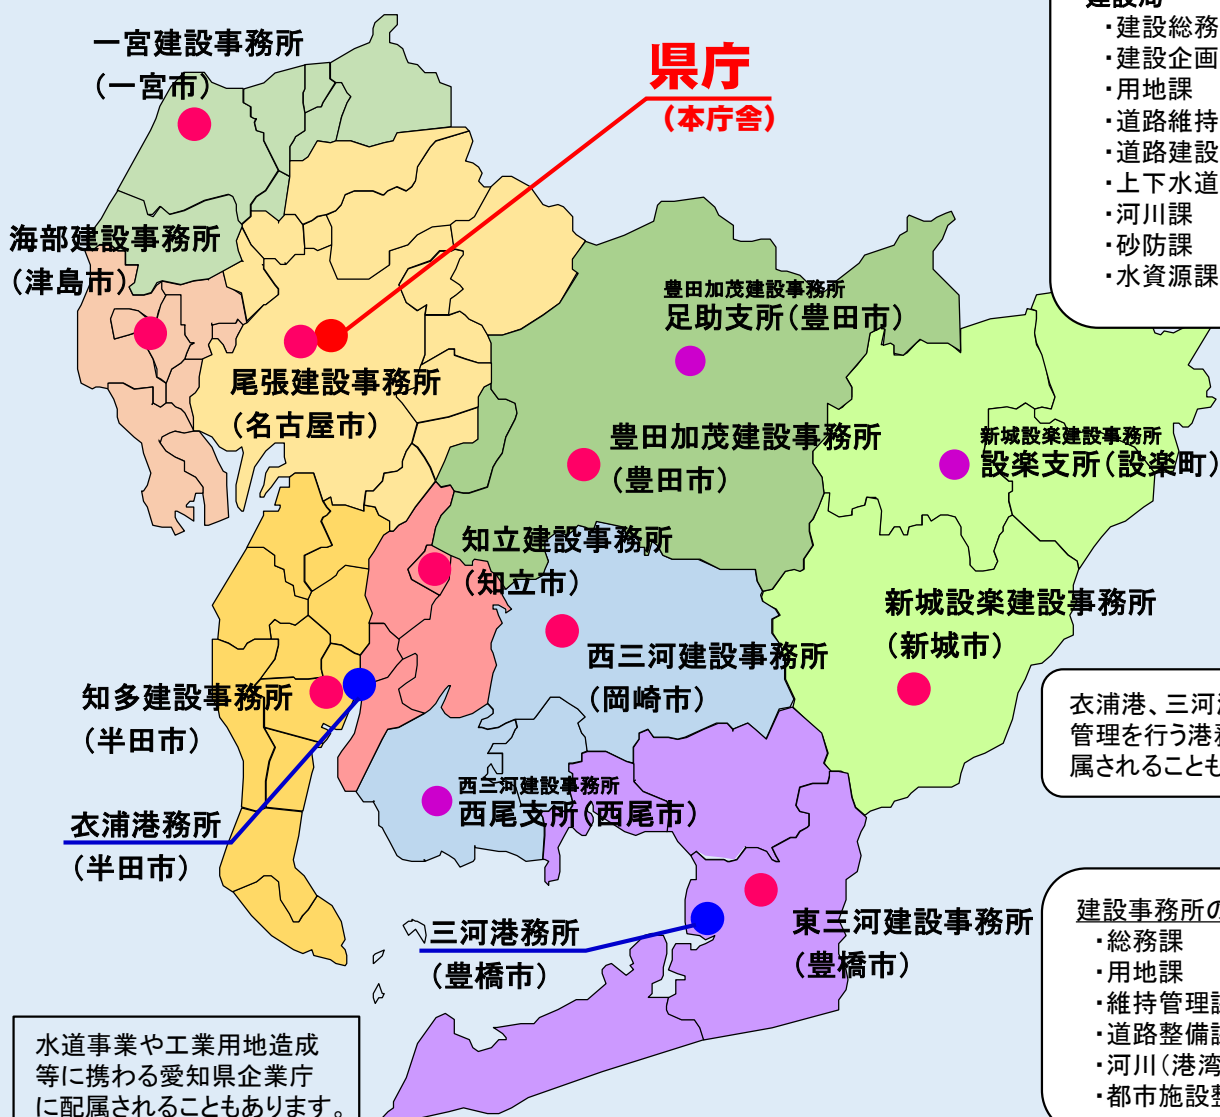 一宮建設事務所
（一宮市）
県庁
（本庁舎）
建設局
・建設総務
・建設企画
・用地課
・道路維持
・道路建設
・上下水道
・河川課
・砂防課
・水資源課
海部建設事務所
（津島市）
尾張建設事務所
（名古屋市）
豊田加茂建設事務所
足助支所（豊田市）
豊田加茂建設事務所
（豊田市）
新城設楽建設事務所
設楽支所（設楽町）
知立建設事務所
（知立市）
新城設楽建設事務所
（新城市）
西三河建設事務所
（岡崎市）
知多建設事務所
（半田市）
衣浦港、三河
管理を行う港
属されることも
西三河建設事務所
西尾支所（西尾市）
衣浦港務所
（半田市）
三河港務所
（豊橋市）
東三河建設事務所
（豊橋市）
建設事務所の
・総務課
・用地課
・維持管理
・道路整備
・河川（港湾
・都市施設整
水道事業や工業用地造成
等に携わる愛知県企業庁
に配属されることもあります。